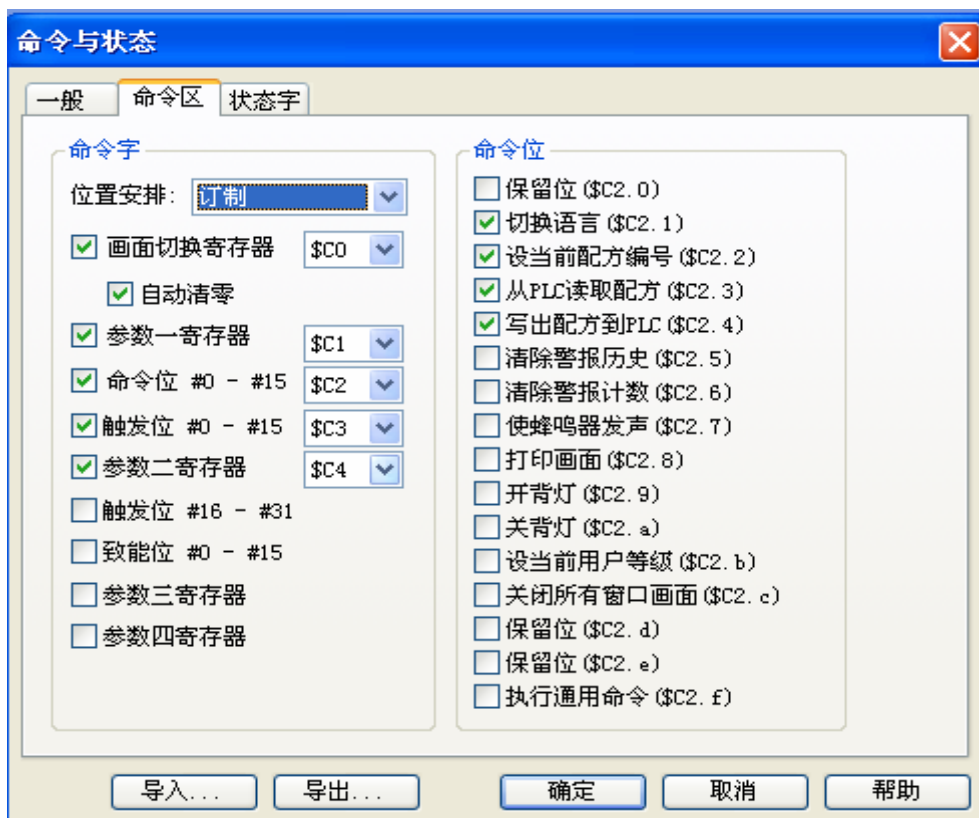 命令与状态
一般 命令区 状态字
命令字
位置安排: 订制
画面切换寄存器 $C0
自动清零
参数一寄存器 $C1
命令位 #0 - #15 $C2
触发位 #0 - #15 $C3
参数二寄存器 $C4
触发位 #16 - #31
致能位 #0 - #15
参数三寄存器
参数四寄存器
命令位
保留位($C2.0)
切换语言($C2.1)
设当前配方编号($C2.2)
从PLC读取配方($C2.3)
写出配方到PLC($C2.4)
清除警报历史($C2.5)
清除警报计数($C2.6)
使蜂鸣器发声($C2.7)
打印画面($C2.8)
开背灯($C2.9)
关背灯($C2.a)
设当前用户等级($C2.b)
关闭所有窗口画面($C2.c)
保留位($C2.d)
保留位($C2.e)
执行通用命令($C2.f)
导入... 导出... 确定 取消 帮助